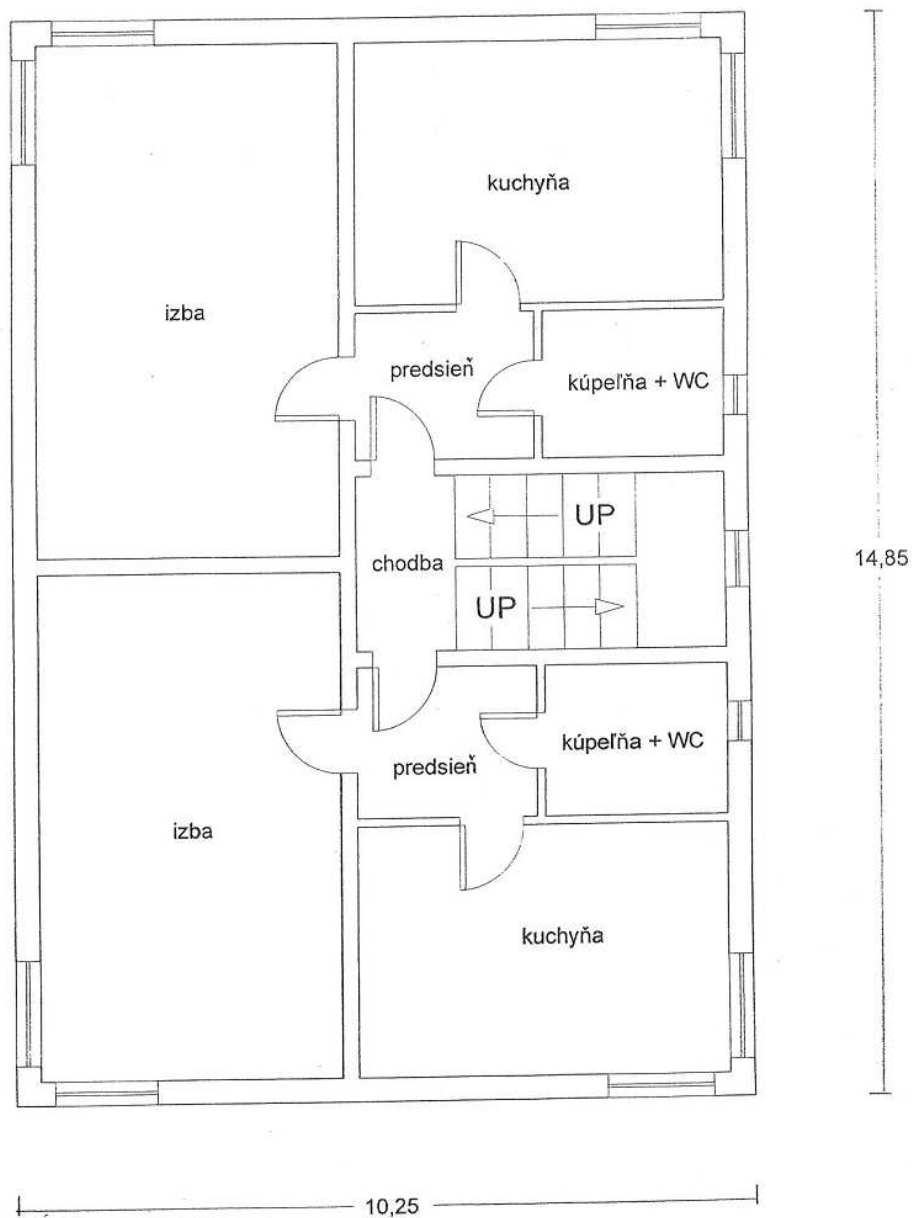 kuchyňa
izba
predsieň
kúpeľňa + WC
UP
chodba
14,85
UP
kúpeľňa + WC
predsieň
izba
kuchyňa
10,25